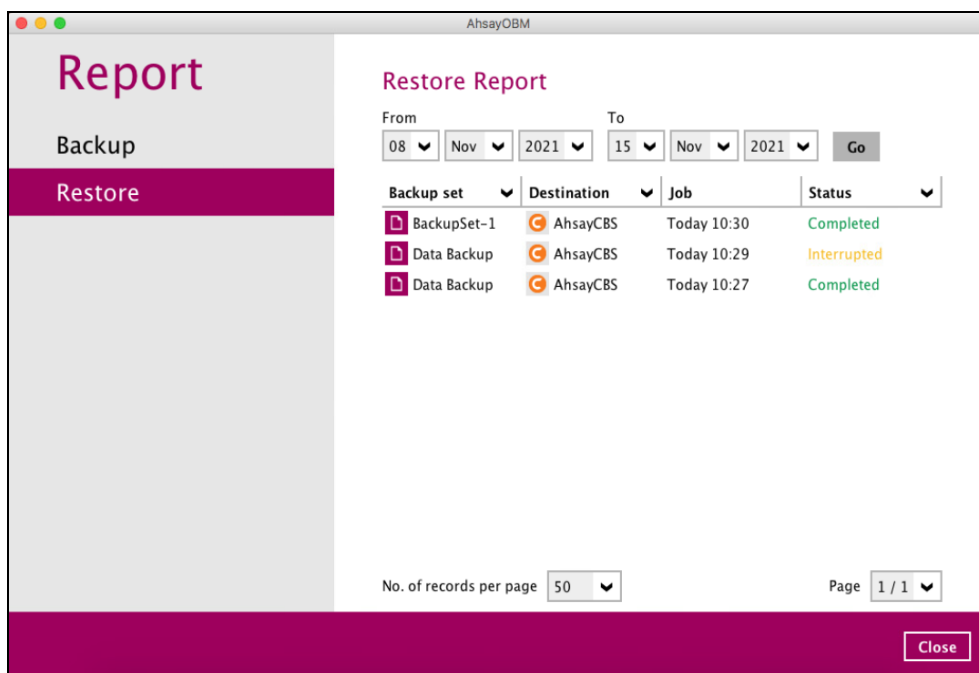 AhsayOBM
Report
Backup
Restore
Restore Report
From To
08 Nov 2021 15 Nov 2021 Go
Backup set Destination Job Status
BackupSet-1 C AhsayCBS Today 10:30 Completed
Data Backup C AhsayCBS Today 10:29 Interrupted
Data Backup C AhsayCBS Today 10:27 Completed
No. of records per page 50 Page 1 / 1
Close